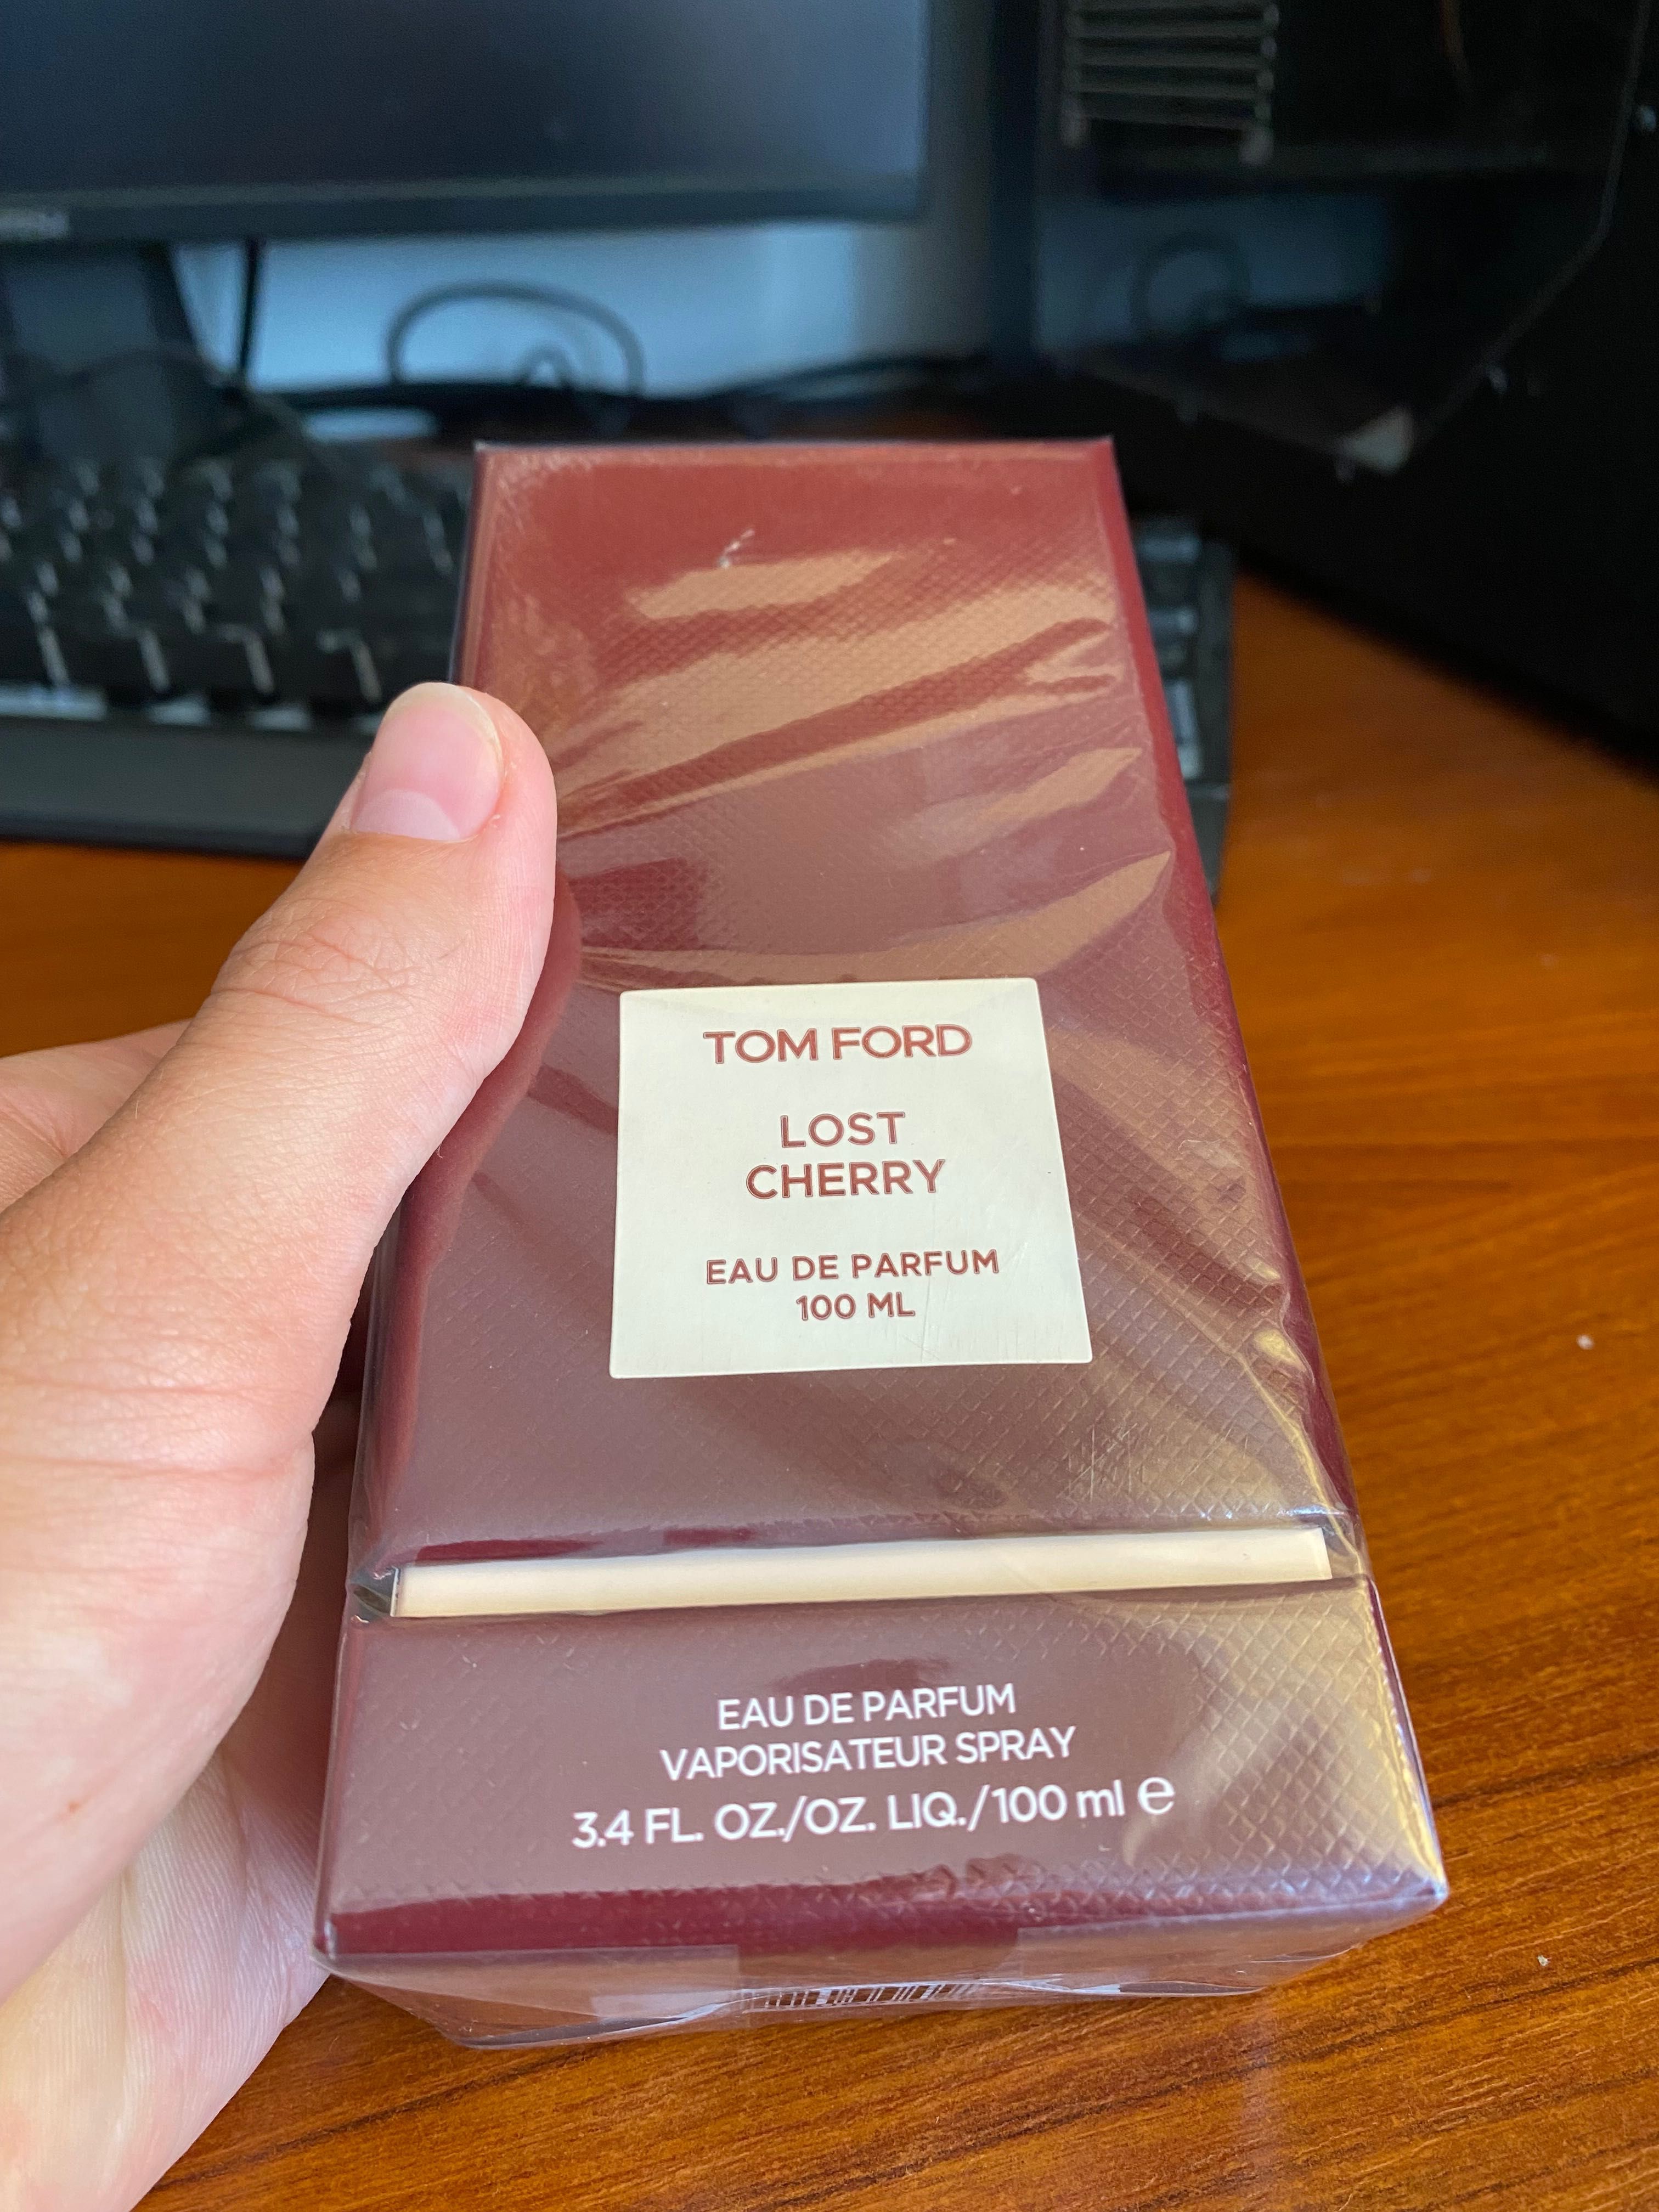 TOM FORD
LOST
CHERRY
EAU DE PARFUM
100 ML
EAU DE PARFUM
VAPORISATEUR SPRAY
3.4 FL. OZ./OZ. LIQ./100 ml ℮